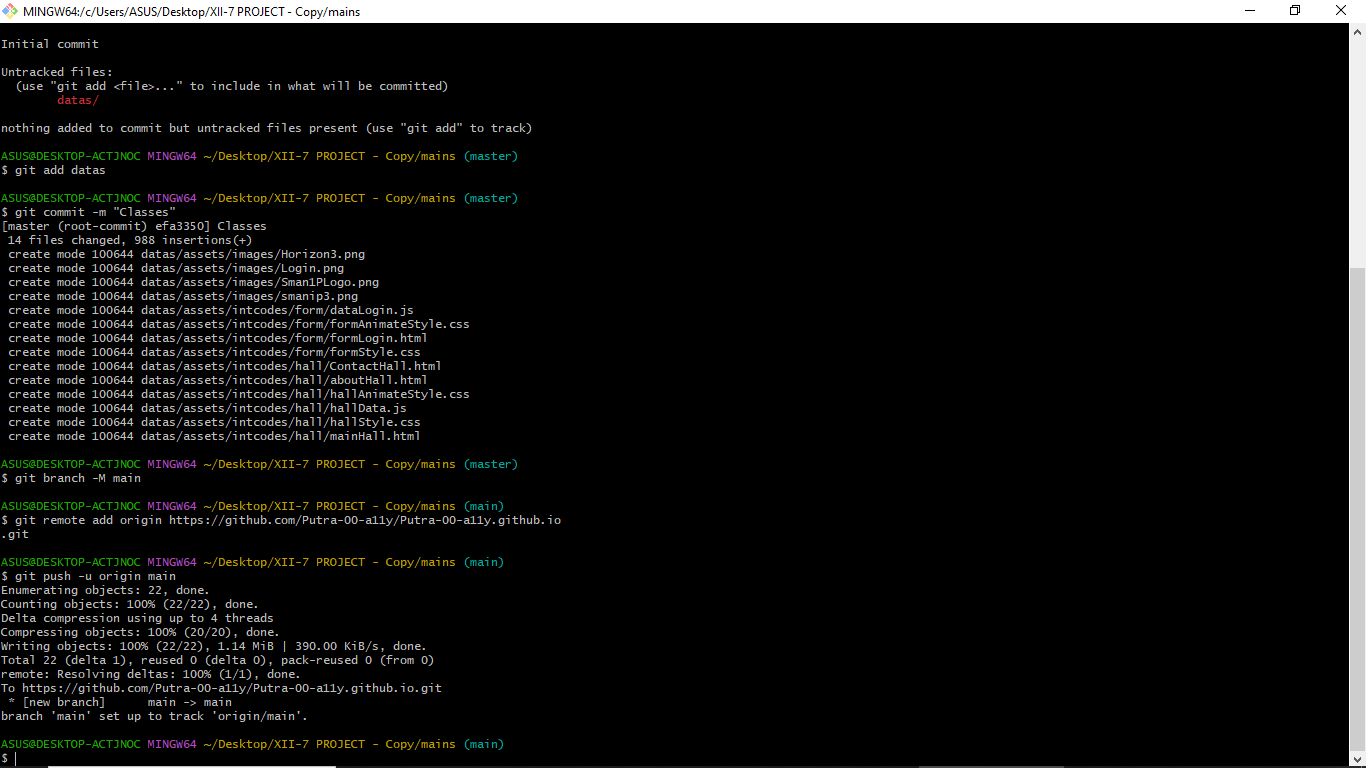 MINGW64:/c/Users/ASUS/Desktop/XII-7 PROJECT - Copy/mains
Initial commit
Untracked files:
(use "git add <file>..." to include in what will be committed)
datas/
nothing added to commit but untracked files present (use "git add" to track)
ASUS@DESKTOP-ACTJNOC MINGW64 ~/Desktop/XII-7 PROJECT - Copy/mains (master)
$ git add datas
ASUS@DESKTOP-ACTJNOC MINGW64 ~/Desktop/XII-7 PROJECT - Copy/mains (master)
$ git commit -m "Classes"
[master (root-commit) efa3350] Classes
14 files changed, 988 insertions(+)
create mode 100644 datas/assets/images/Horizon3.png
create mode 100644 datas/assets/images/Login.png
create mode 100644 datas/assets/images/Sman1PLogo.png
create mode 100644 datas/assets/images/smanip3.png
create mode 100644 datas/assets/intcodes/form/dataLogin.js
create mode 100644 datas/assets/intcodes/form/formAnimateStyle.css
create mode 100644 datas/assets/intcodes/form/formLogin.html
create mode 100644 datas/assets/intcodes/form/formStyle.css
create mode 100644 datas/assets/intcodes/hall/ContactHall.html
create mode 100644 datas/assets/intcodes/hall/aboutHall.html
create mode 100644 datas/assets/intcodes/hall/hallAnimateStyle.css
create mode 100644 datas/assets/intcodes/hall/hallData.js
create mode 100644 datas/assets/intcodes/hall/hallStyle.css
create mode 100644 datas/assets/intcodes/hall/mainHall.html
ASUS@DESKTOP-ACTJNOC MINGW64 ~/Desktop/XII-7 PROJECT - Copy/mains (master)
$ git branch -M main
ASUS@DESKTOP-ACTJNOC MINGW64 ~/Desktop/XII-7 PROJECT - Copy/mains (main)
$ git remote add origin https://github.com/Putra-00-a11y/Putra-00-a11y.github.io
.git
ASUS@DESKTOP-ACTJNOC MINGW64 ~/Desktop/XII-7 PROJECT - Copy/mains (main)
$ git push -u origin main
Enumerating objects: 22, done.
Counting objects: 100% (22/22), done.
Delta compression using up to 4 threads
Compressing objects: 100% (20/20), done.
Writing objects: 100% (22/22), 1.14 MiB | 390.00 KiB/s, done.
Total 22 (delta 1), reused 0 (delta 0), pack-reused 0 (from 0)
remote: Resolving deltas: 100% (1/1), done.
To https://github.com/Putra-00-a11y/Putra-00-a11y.github.io.git
* [new branch]      main -> main
branch 'main' set up to track 'origin/main'.
ASUS@DESKTOP-ACTJNOC MINGW64 ~/Desktop/XII-7 PROJECT - Copy/mains (main)
$